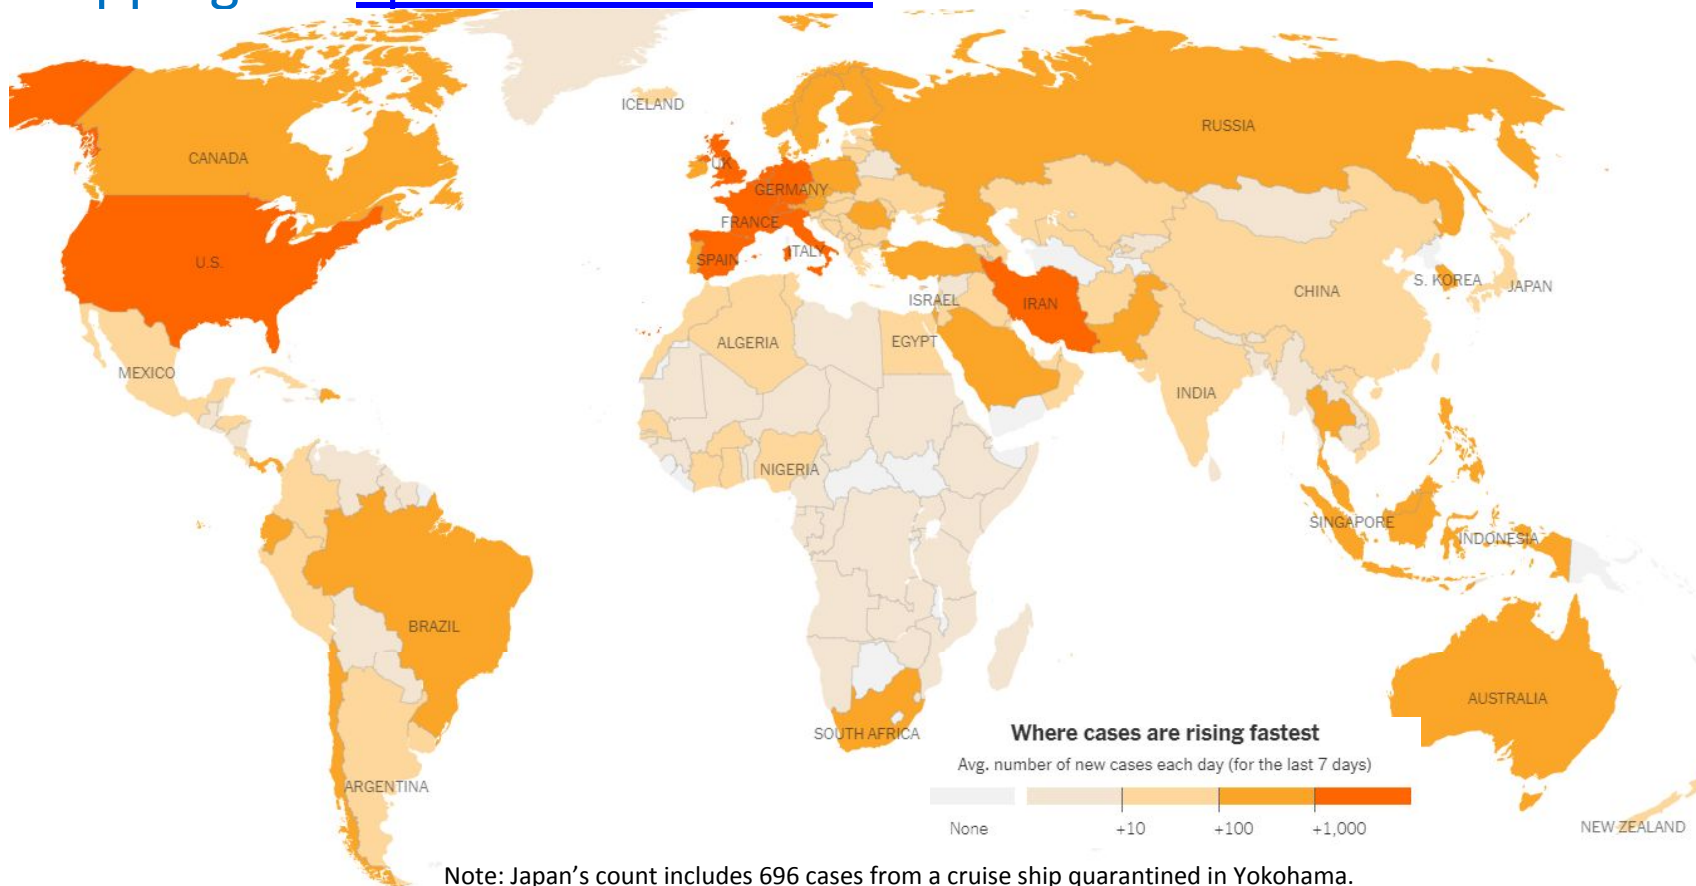 ICELAND
RUSSIA
CANADA
UK
GERMANY
FRANCE
U.S.
ITALY
SPAIN
S. KOREA
JAPAN
CHINA
ISRAEL
IRAN
ALGERIA
EGYPT
MEXICO
INDIA
NIGERIA
SINGAPORE
INDONESIA
BRAZIL
AUSTRALIA
SOUTH AFRICA
ARGENTINA
NEW ZEALAND
Where cases are rising fastest
Avg. number of new cases each day (for the last 7 days)
None +10 +100 +1,000
Note: Japan’s count includes 696 cases from a cruise ship quarantined in Yokohama.